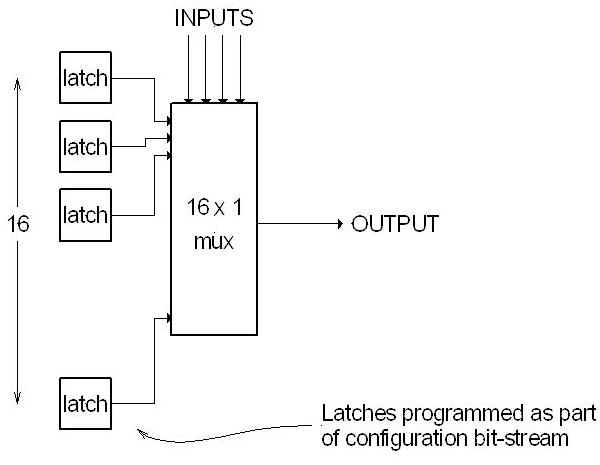 INPUTS
latch
latch
latch
16
16 x 1
mux
OUTPUT
latch
Latches programmed as part
of configuration bit-stream